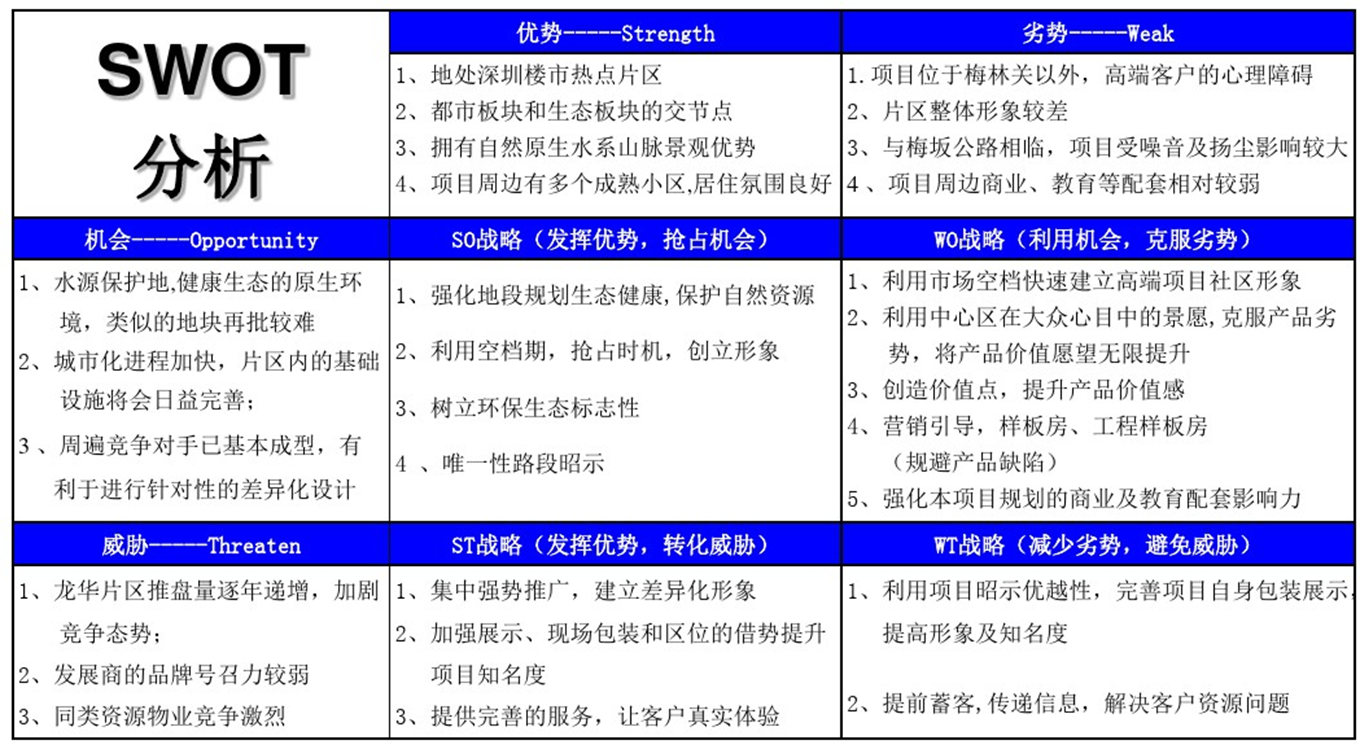 SWOT
分析
优势-----Strength
1、地处深圳楼市热点片区
2、都市板块和生态板块的交节点
3、拥有自然原生水系山脉景观优势
4、项目周边有多个成熟小区,居住氛围良好
劣势-----Weak
1.项目位于梅林关以外，高端客户的心理障碍
2、片区整体形象较差
3、与梅坂公路相临，项目受噪音及扬尘影响较大
4 、项目周边商业、教育等配套相对较弱
机会-----Opportunity
1、水源保护地,健康生态的原生环
境，类似的地块再批较难
2、城市化进程加快，片区内的基础
设施将会日益完善；
3 、周遍竞争对手已基本成型，有
利于进行针对性的差异化设计
SO战略（发挥优势，抢占机会）
1、强化地段规划生态健康,保护自然资源
2、利用空档期，抢占时机，创立形象
3、树立环保生态标志性
4 、唯一性路段昭示
WO战略（利用机会，克服劣势）
1、利用市场空档快速建立高端项目社区形象
2、利用中心区在大众心目中的景愿,克服产品劣
势，将产品价值愿望无限提升
3、创造价值点，提升产品价值感
4、营销引导，样板房、工程样板房
（规避产品缺陷）
5、强化本项目规划的商业及教育配套影响力
威胁-----Threaten
1、龙华片区推盘量逐年递增，加剧
竞争态势；
2、发展商的品牌号召力较弱
3、同类资源物业竞争激烈
ST战略（发挥优势，转化威胁）
1、集中强势推广，建立差异化形象
2、加强展示、现场包装和区位的借势提升
项目知名度
3、提供完善的服务，让客户真实体验
WT战略（减少劣势，避免威胁）
1、利用项目昭示优越性，完善项目自身包装展示，
提高形象及知名度
2、提前蓄客,传递信息，解决客户资源问题